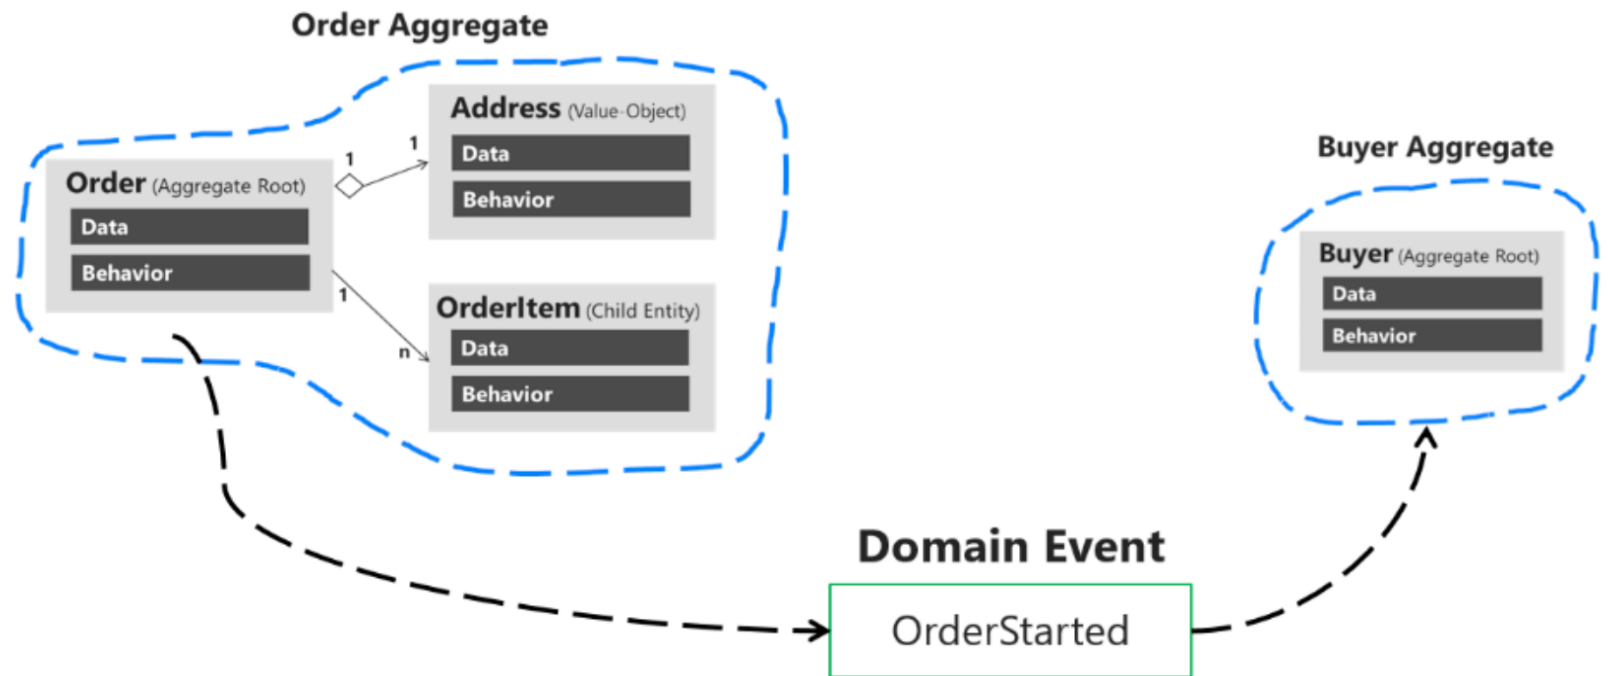 Order Aggregate
Address (Value-Object)
Data
Behavior
1
1
Order (Aggregate Root)
Data
Behavior
1
n
OrderItem (Child Entity)
Data
Behavior
Buyer Aggregate
Buyer (Aggregate Root)
Data
Behavior
Domain Event
OrderStarted